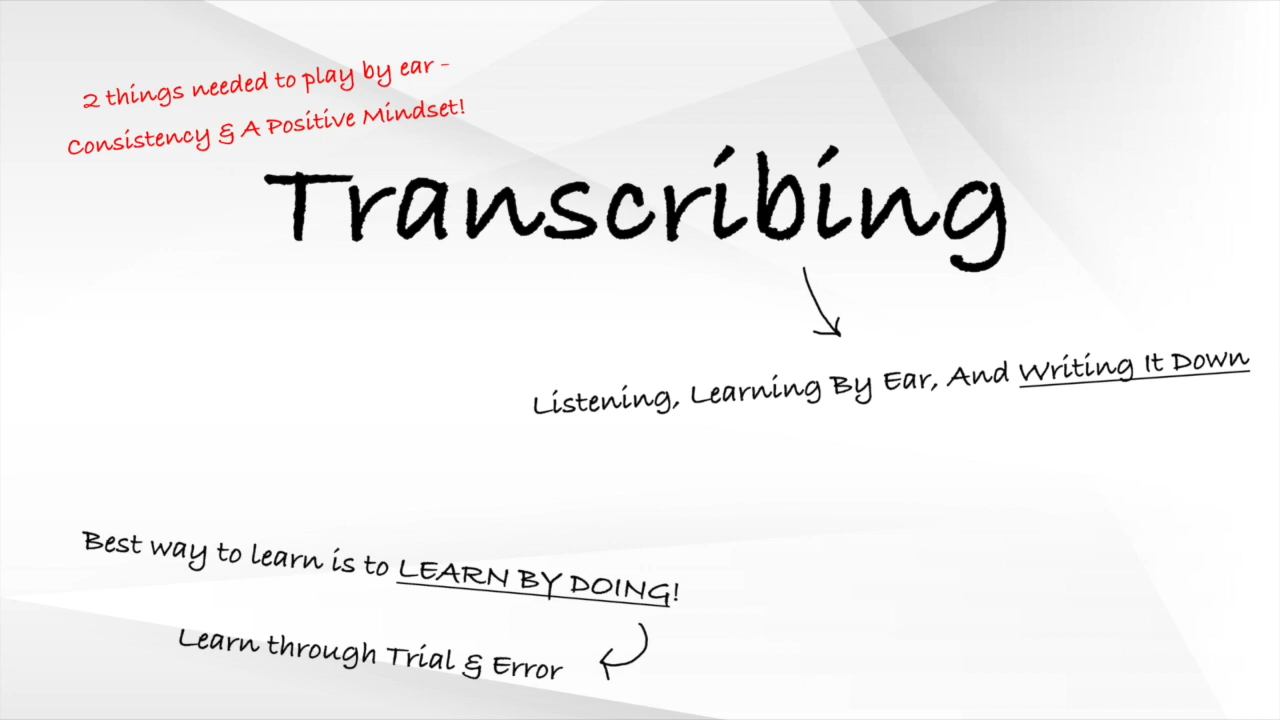 2 things needed to play by ear -
Consistency & A Positive Mindset!
Transcribing
Listening, Learning By Ear, And Writing It Down
Best way to learn is to LEARN BY DOING!
Learn through Trial & Error